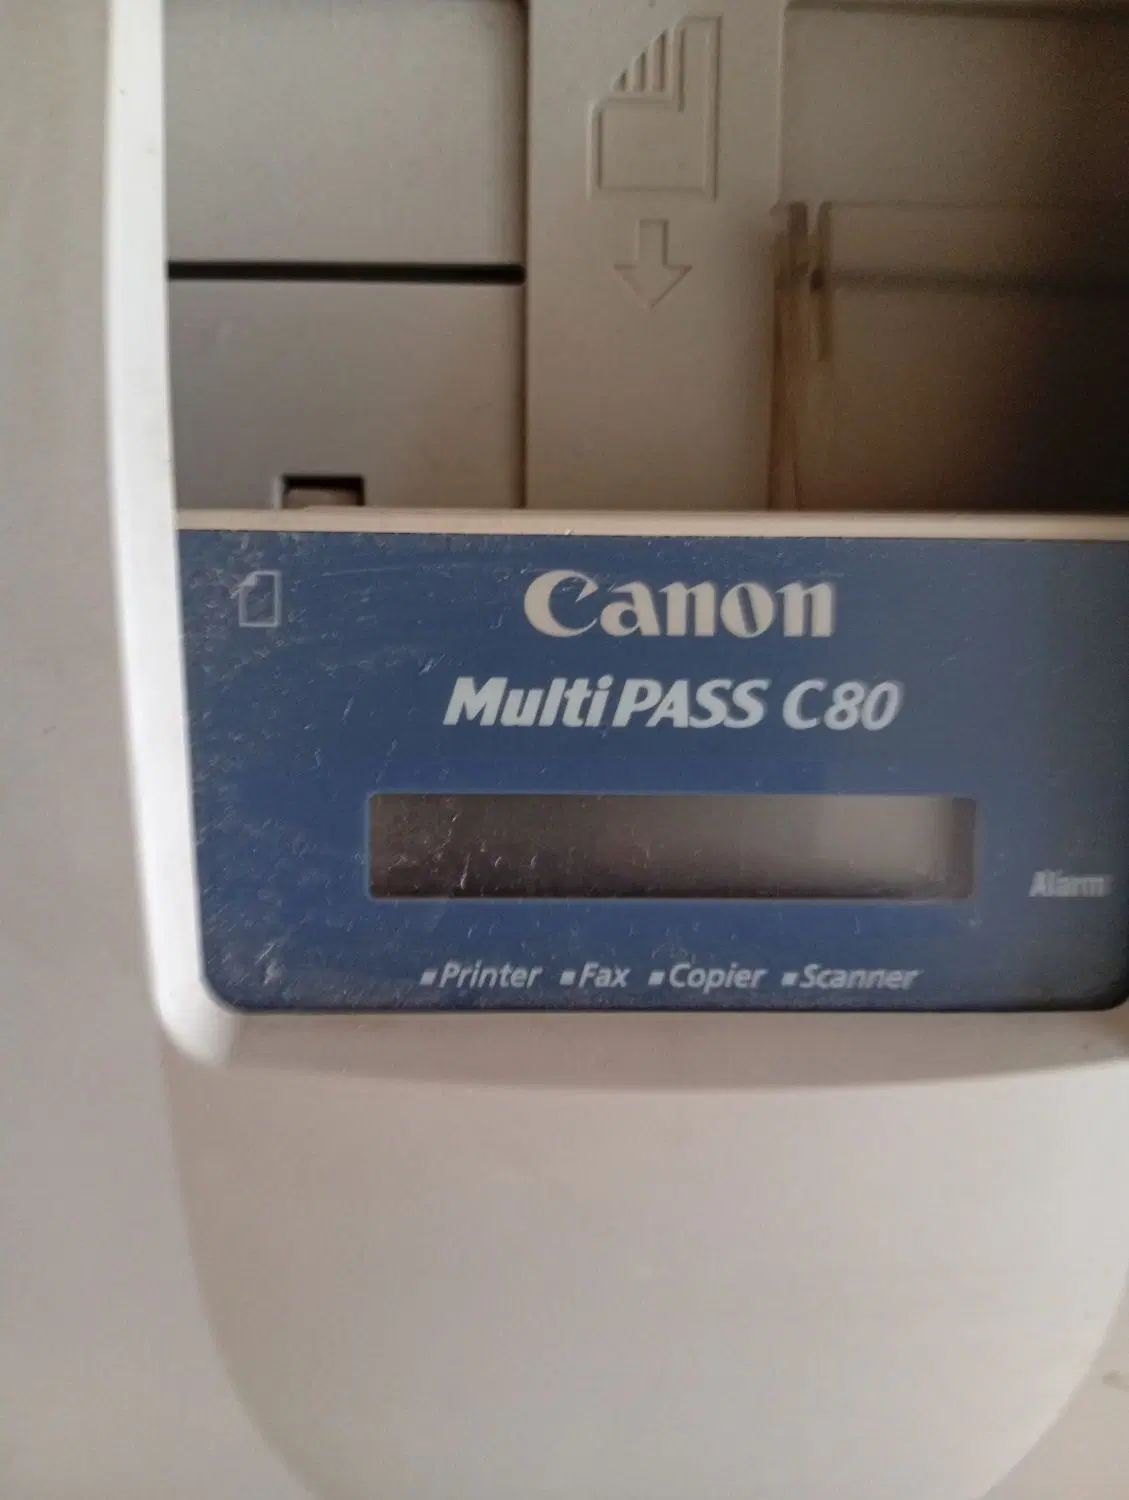 Canon
MultiPASS C80
Alarm
▪Printer ▪Fax ▪Copier ▪Scanner